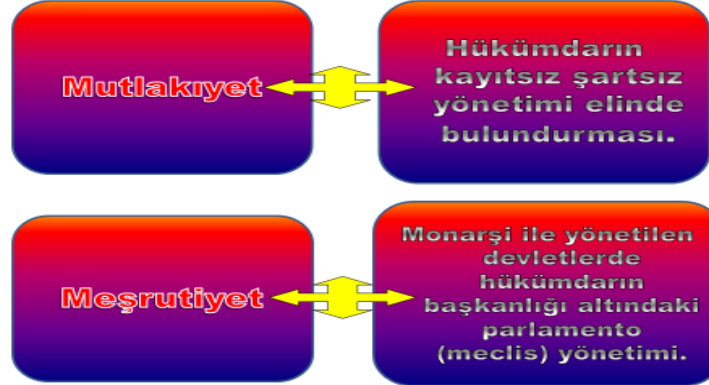 Mutlakıyet
Hükümdarın
kayıtsız şartsız
yönetimi elinde
bulundurması.
Meşrutiyet
Monarşi ile yönetilen
devletlerde
hükümdarın
başkanlığı altındaki
parlamento
(meclis) yönetimi.